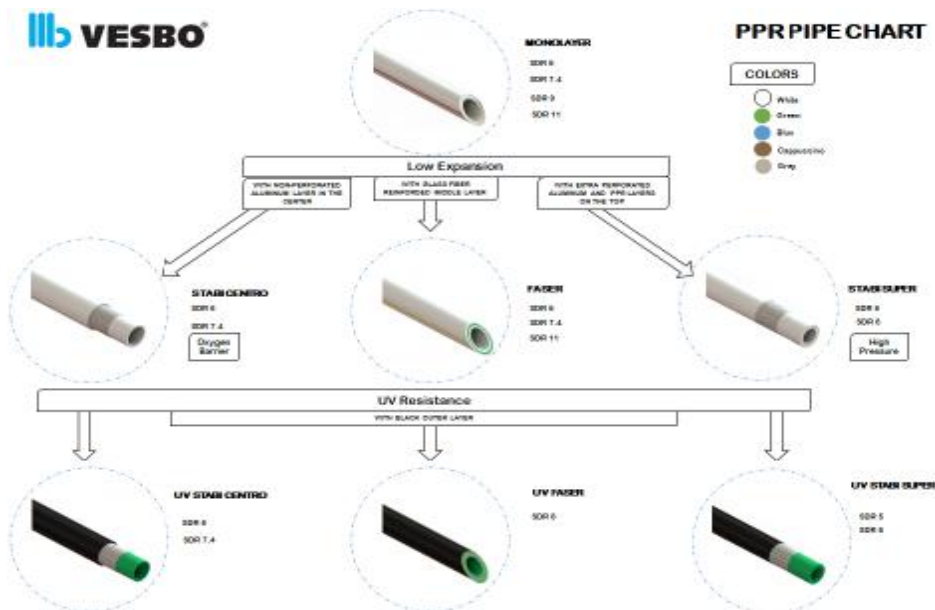 VESBO®
PPR PIPE CHART
MONOLAYER
SDR 6
SDR 7.4
SDR 9
SDR 11
COLORS
White
Green
Blue
Cappuccino
Gray
Low Expansion
WITH NON-PERFORATED
ALUMINUM LAYER IN THE
CENTER
WITH GLASS FIBER
REINFORDED MIDDLE LAYER
WITH EXTRA PERFORATED
ALUMINUM AND PPR-LAYERS
ON THE TOP
STABI CENTRO
SDR 6
SDR 7.4
Oxygen
Barrier
FASER
SDR 6
SDR 7.4
SDR 11
STABI SUPER
SDR 6
High
Pressure
UV Resistance
WITH BLACK OUTER LAYER
UV STABI CENTRO
SDR 6
SDR 7.4
UV FASER
SDR 6
UV STABI SUPER
SDR 5
SDR 6